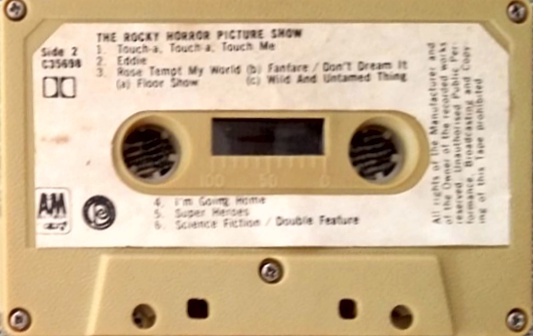 THE ROCKY HORROR PICTURE SHOW
Side 2
C35698
1. Touch-a, Touch-a, Touch Me
2. Eddie
3. Rose Tempt My World (b) Fanfare / Don't Dream It
(a) Floor Show (c) Wild And Untamed Thing
100 50 0
4. I'm Going Home
5. Super Heroes
6. Science Fiction / Double Feature
A&M
All rights of the Manufacturer and
of the Owner of the recorded works
reserved. Unauthorised Public Per-
formance, Broadcasting and Copy-
ing of this Tape prohibited.